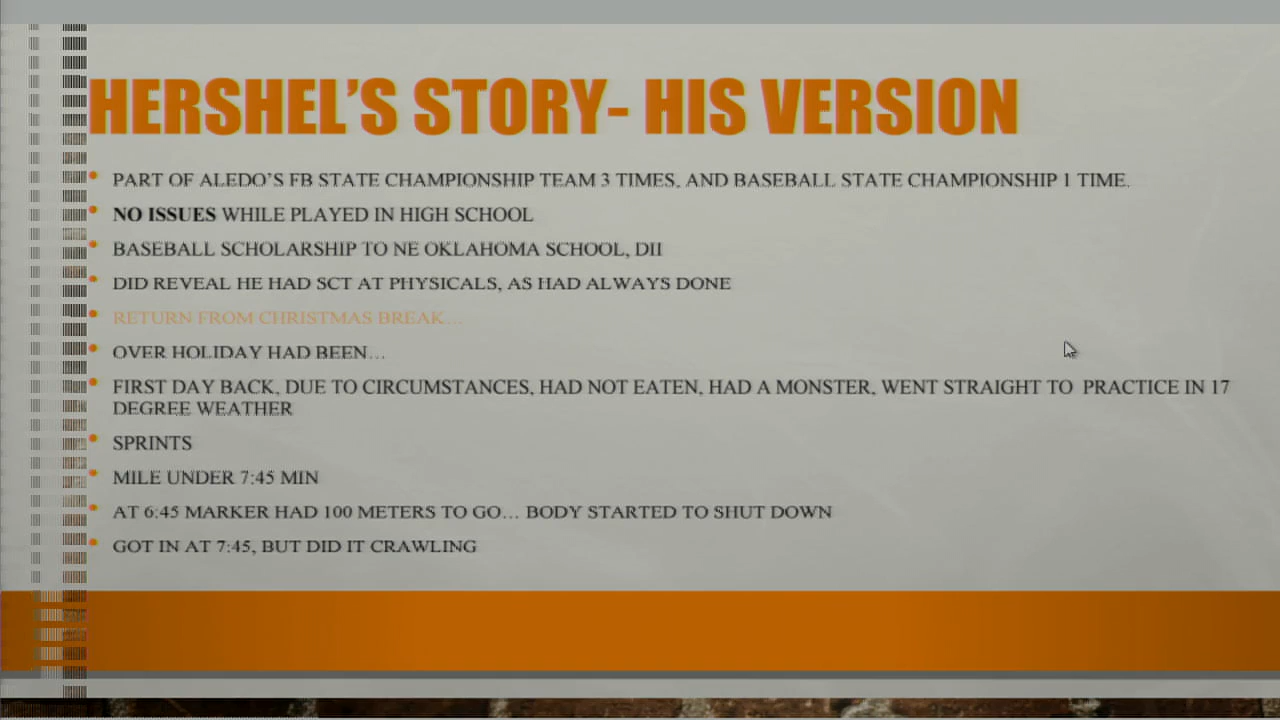 HERSHEL'S STORY- HIS VERSION
PART OF ALEDO'S FB STATE CHAMPIONSHIP TEAM 3 TIMES, AND BASEBALL STATE CHAMPIONSHIP 1 TIME.
NO ISSUES WHILE PLAYED IN HIGH SCHOOL
BASEBALL SCHOLARSHIP TO NE OKLAHOMA SCHOOL, DII
DID REVEAL HE HAD SCT AT PHYSICALS, AS HAD ALWAYS DONE
RETURN FROM CHRISTMAS BREAK...
OVER HOLIDAY HAD BEEN...
FIRST DAY BACK, DUE TO CIRCUMSTANCES, HAD NOT EATEN, HAD A MONSTER, WENT STRAIGHT TO PRACTICE IN 17
DEGREE WEATHER
SPRINTS
MILE UNDER 7:45 MIN
AT 6:45 MARKER HAD 100 METERS TO GO... BODY STARTED TO SHUT DOWN
GOT IN AT 7:45, BUT DID IT CRAWLING